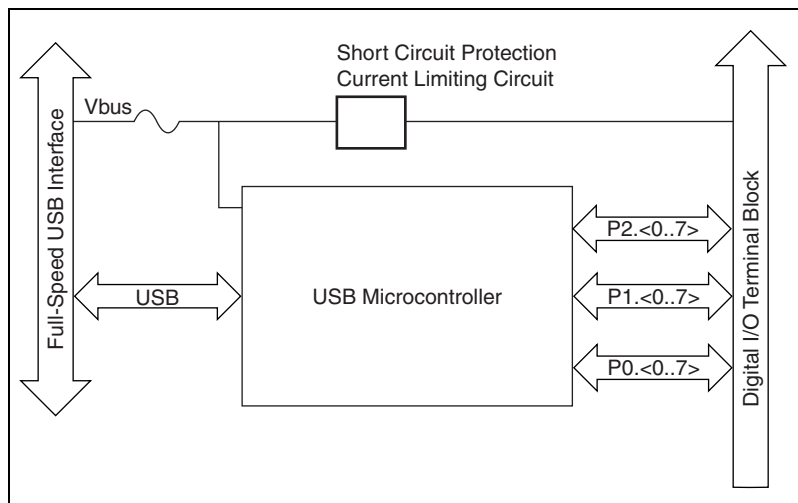 Short Circuit Protection
Current Limiting Circuit
Vbus
Full-Speed USB Interface
USB
USB Microcontroller
P2.<0..7>
P1.<0..7>
P0.<0..7>
Digital I/O Terminal Block